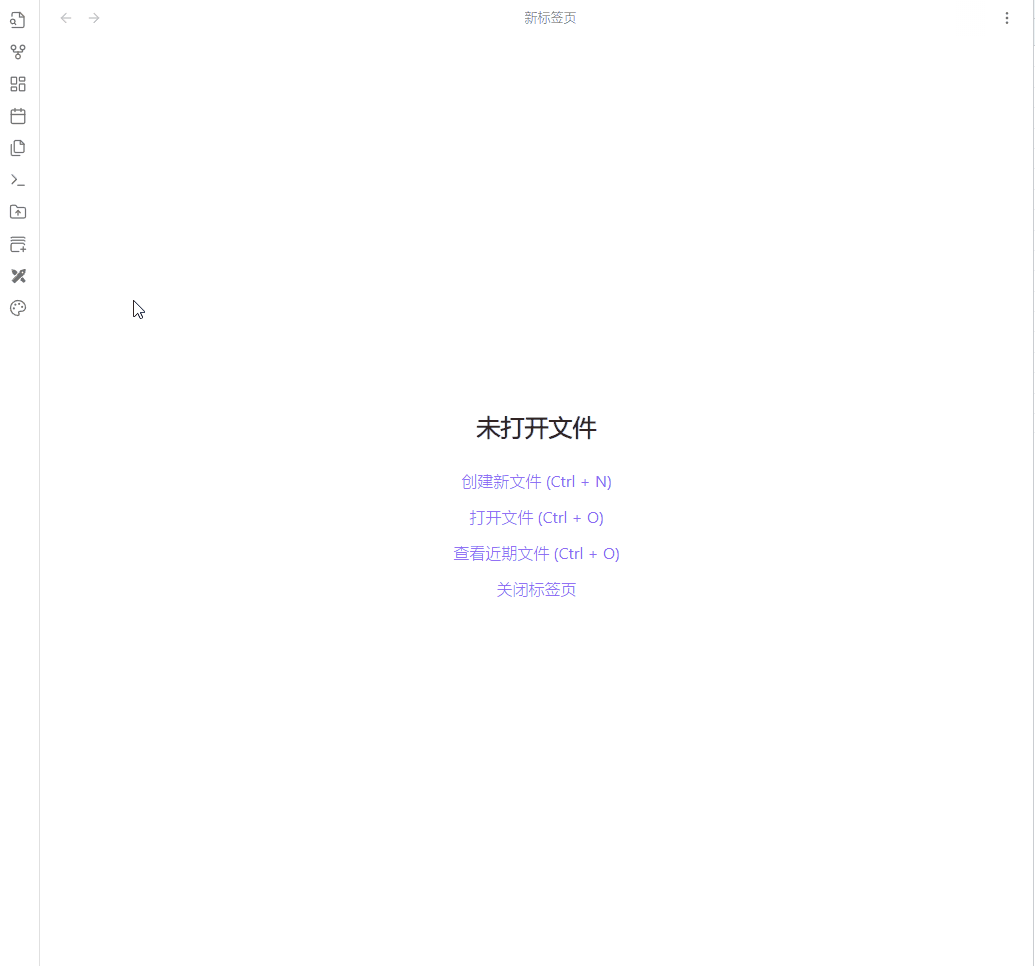 新标签页
未打开文件
创建新文件 (Ctrl + N)
打开文件 (Ctrl + O)
查看近期文件 (Ctrl + O)
关闭标签页